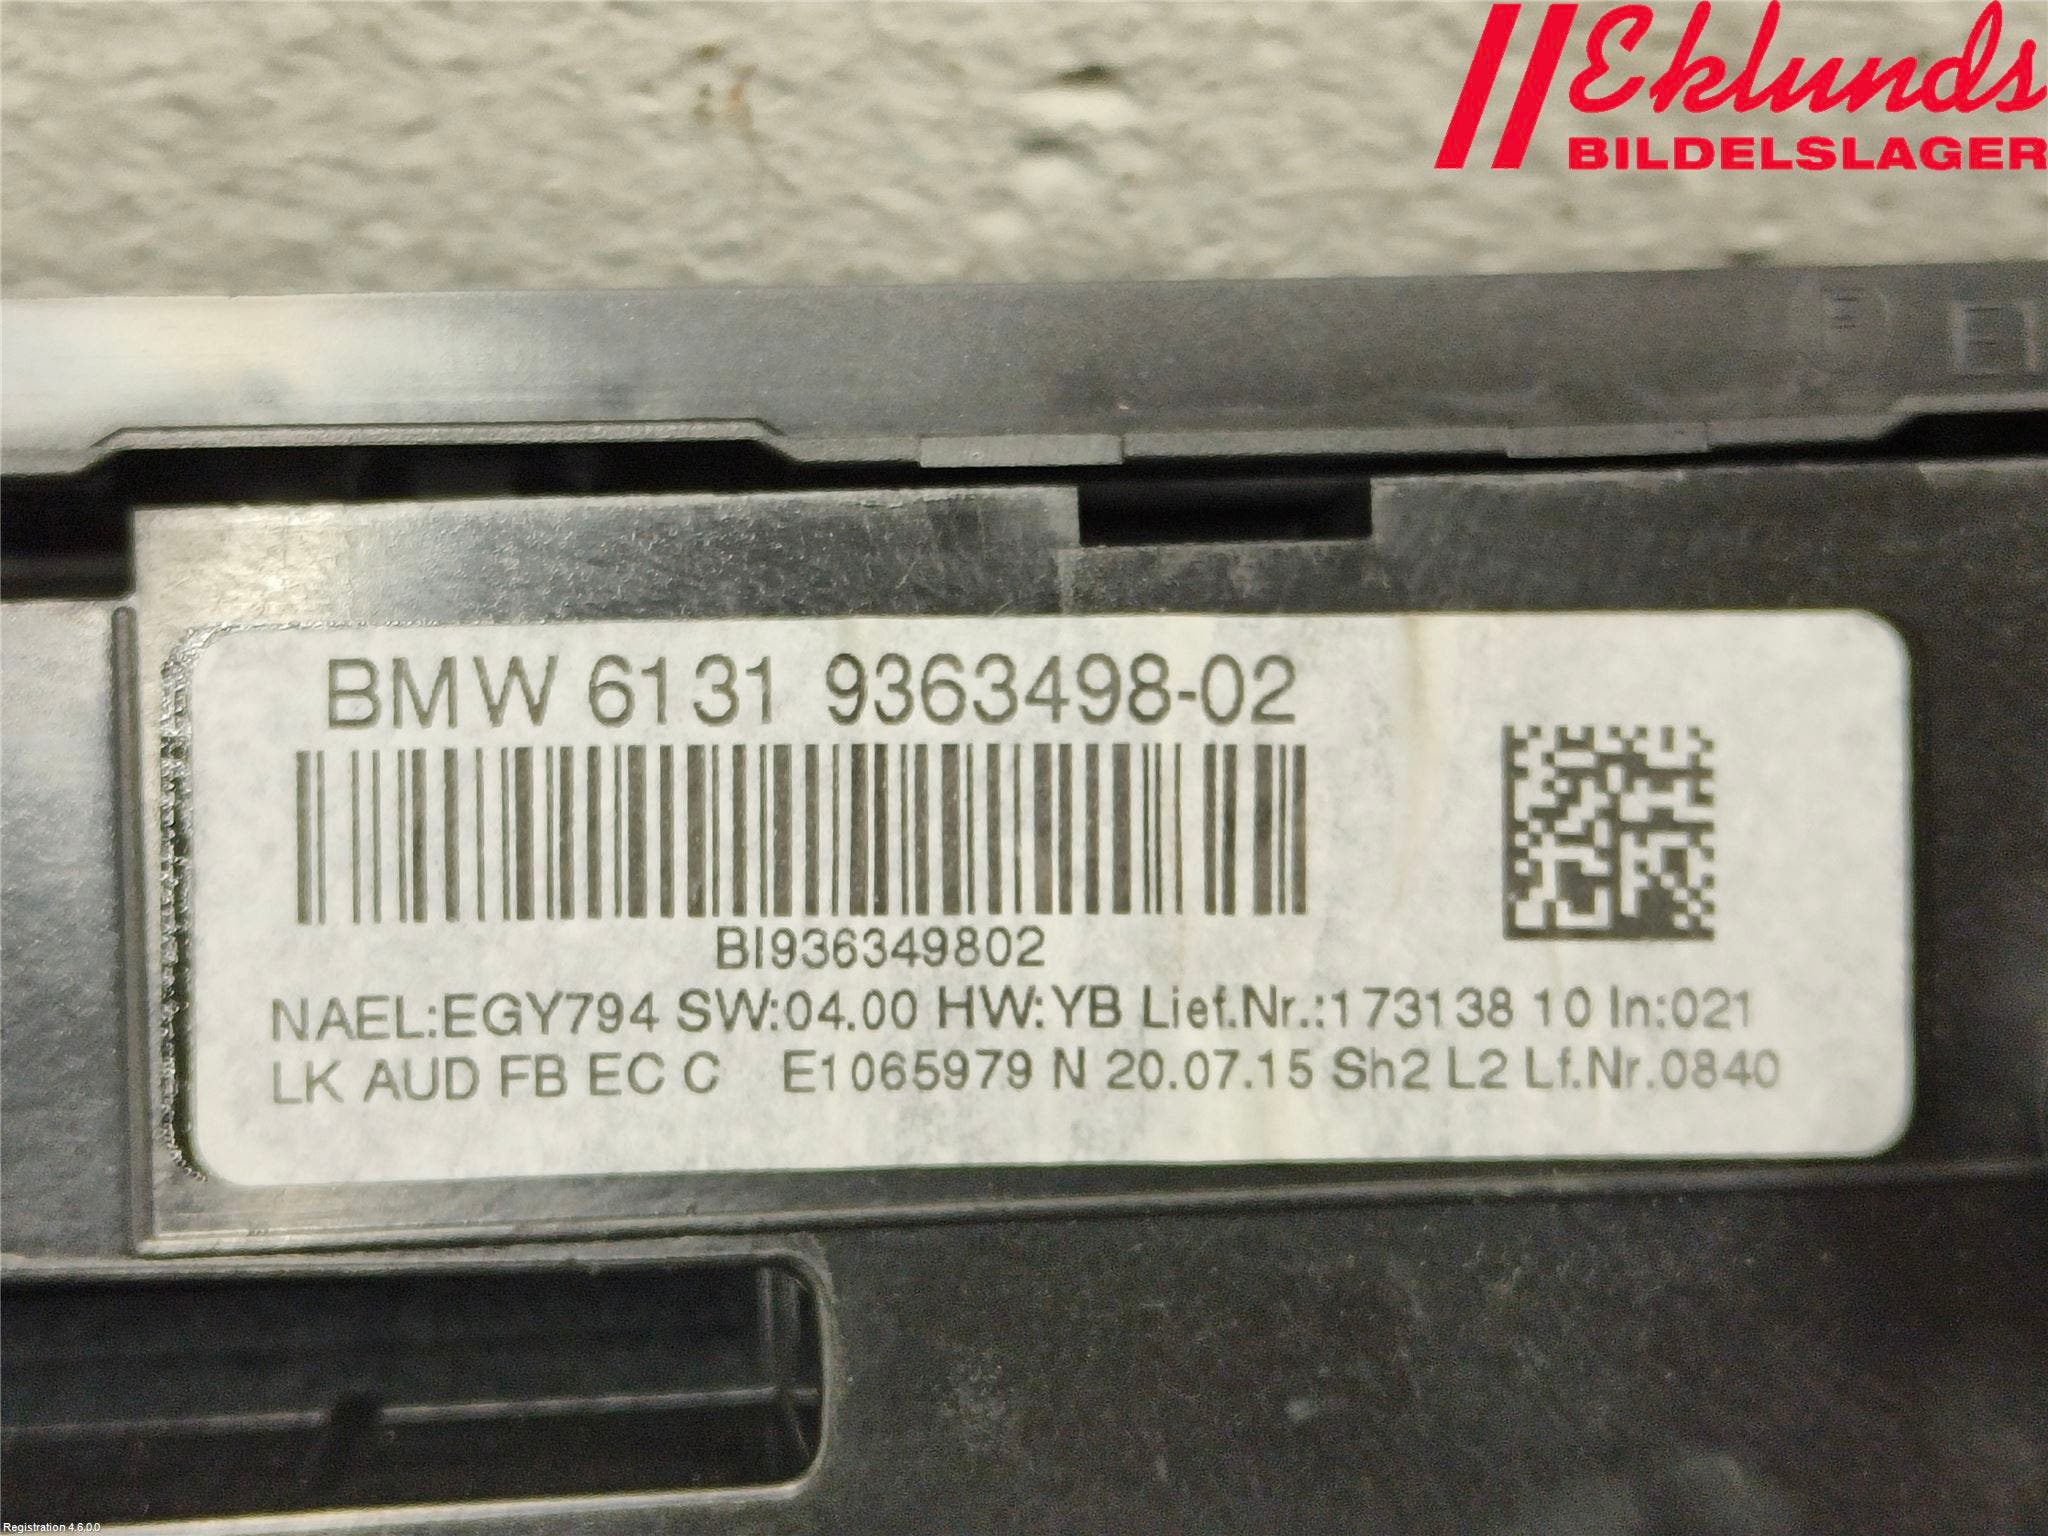 Eklunds
BILDELSLAGER
BMW 6131 9363498-02
BI936349802
NAEL:EGY794 SW:04.00 HW:YB Lief.Nr.:173138 10 In:021
LK AUD FB EC C E1065979 N 20.07.15 Sh2 L2 Lf.Nr.0840
Registration 4.6.0.0